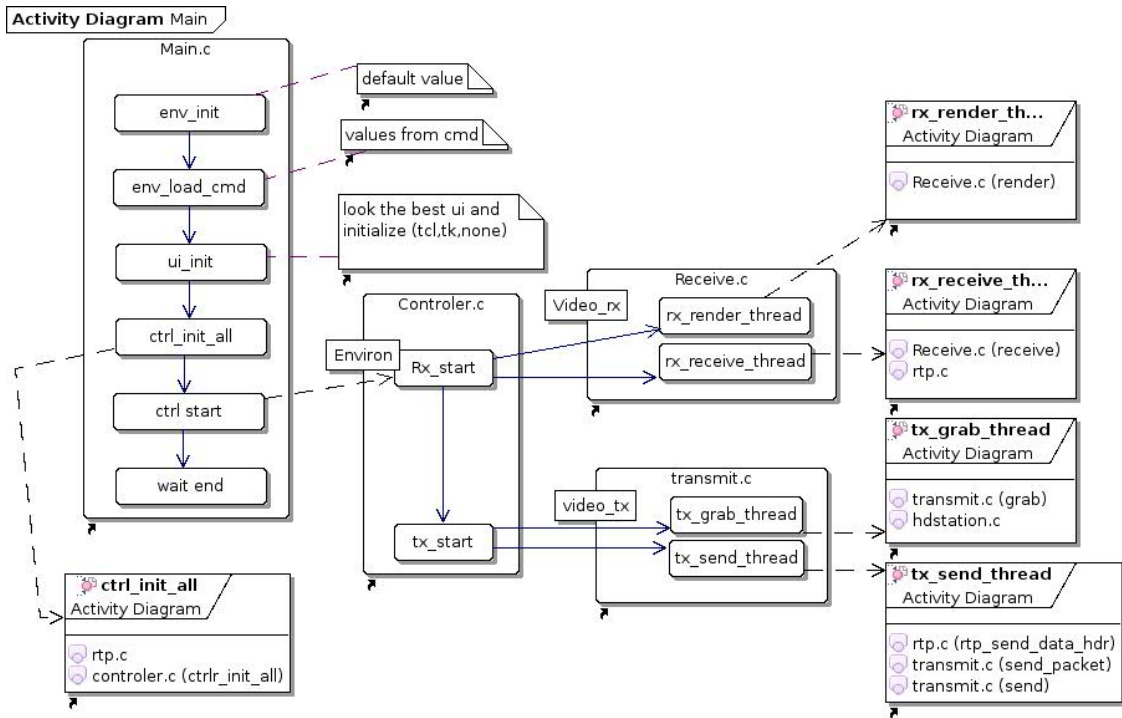 Activity Diagram Main
Main.c
env_init
default value
env_load_cmd
values from cmd
ui_init
look the best ui and
initialize (tcl,tk,none)
ctrl_init_all
ctrl start
wait end
Controler.c
Environ
Rx_start
tx_start
Receive.c
Video_rx
rx_render_thread
rx_receive_thread
transmit.c
video_tx
tx_grab_thread
tx_send_thread
rx_render_th...
Activity Diagram
Receive.c (render)
rx_receive_th...
Activity Diagram
Receive.c (receive)
rtp.c
tx_grab_thread
Activity Diagram
transmit.c (grab)
hdstation.c
tx_send_thread
Activity Diagram
rtp.c (rtp_send_data_hdr)
transmit.c (send_packet)
transmit.c (send)
ctrl_init_all
Activity Diagram
rtp.c
controler.c (ctrlr_init_all)